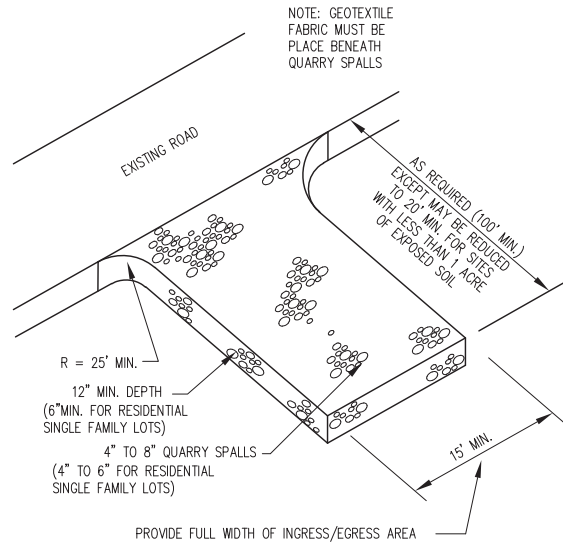 NOTE: GEOTEXTILE
FABRIC MUST BE
PLACE BENEATH
QUARRY SPALLS
EXISTING ROAD
AS REQUIRED (100' MIN.)
EXCEPT MAY BE REDUCED
TO 20' MIN. FOR SITES
WITH LESS THAN 1 ACRE
OF EXPOSED SOIL
R = 25' MIN.
12" MIN. DEPTH
(6"MIN. FOR RESIDENTIAL
SINGLE FAMILY LOTS)
4" TO 8" QUARRY SPALLS
(4" TO 6" FOR RESIDENTIAL
SINGLE FAMILY LOTS)
15' MIN.
PROVIDE FULL WIDTH OF INGRESS/EGRESS AREA